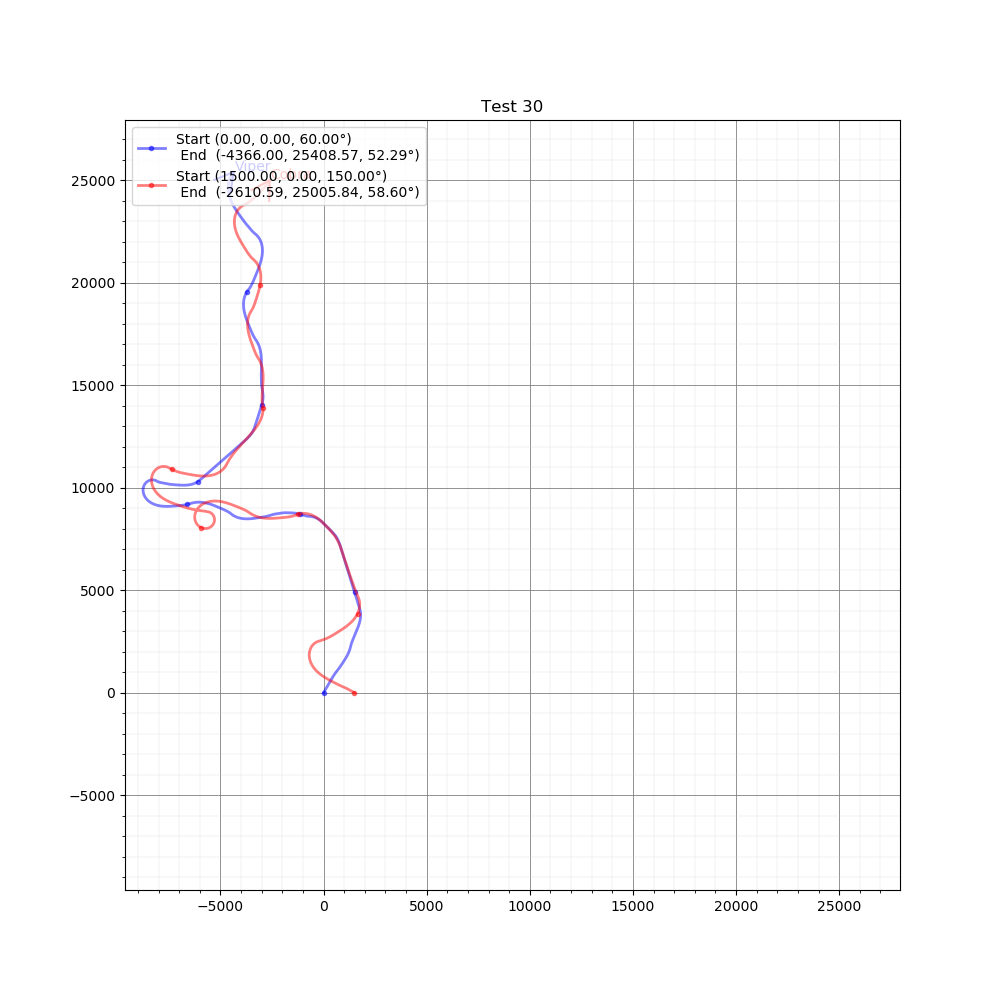 Test 30
Start (0.00, 0.00, 60.00°)
End (-4366.00, 25408.57, 52.29°)
Viper
Start (1500.00, 0.00, 150.00°)
End (-2610.59, 25005.84, 58.60°)
25000
20000
15000
10000
5000
0
−5000
−5000 0 5000 10000 15000 20000 25000